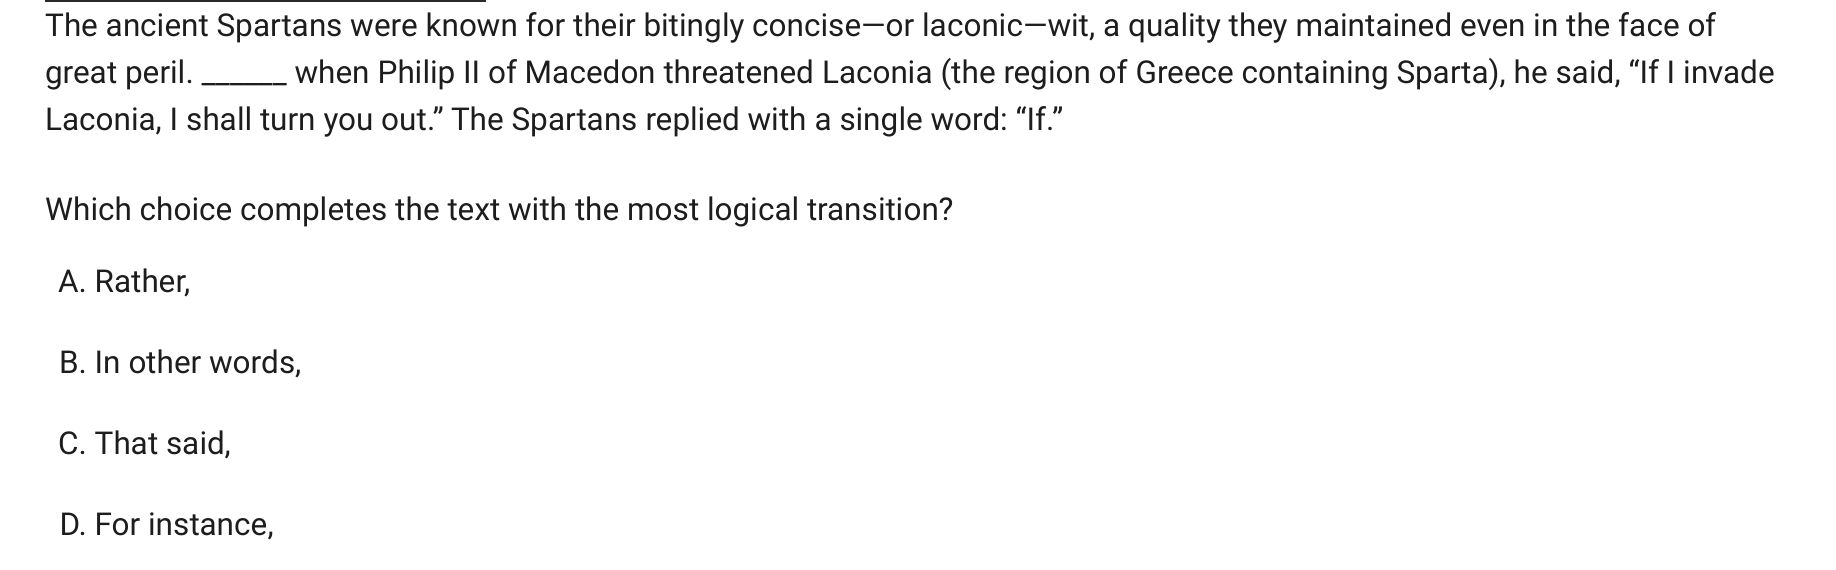 The ancient Spartans were known for their bitingly concise—or laconic—wit, a quality they maintained even in the face of
great peril. ______ when Philip II of Macedon threatened Laconia (the region of Greece containing Sparta), he said, “If I invade
Laconia, I shall turn you out.” The Spartans replied with a single word: “If.”
Which choice completes the text with the most logical transition?
A. Rather,
B. In other words,
C. That said,
D. For instance,